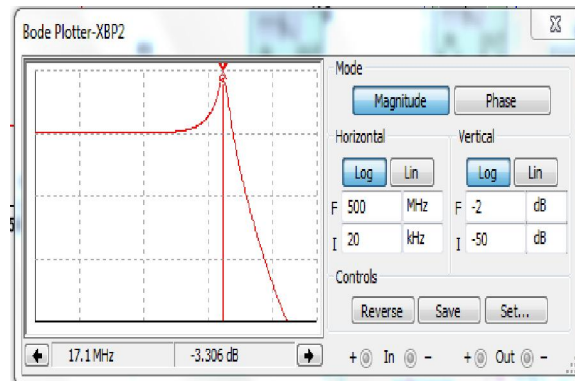 Bode Plotter-XBP2
Mode
Magnitude Phase
Horizontal Vertical
Log Lin Log Lin
F 500 MHz F -2 dB
I 20 kHz I -50 dB
Controls
Reverse Save Set...
17.1 MHz -3.306 dB + In - + Out -